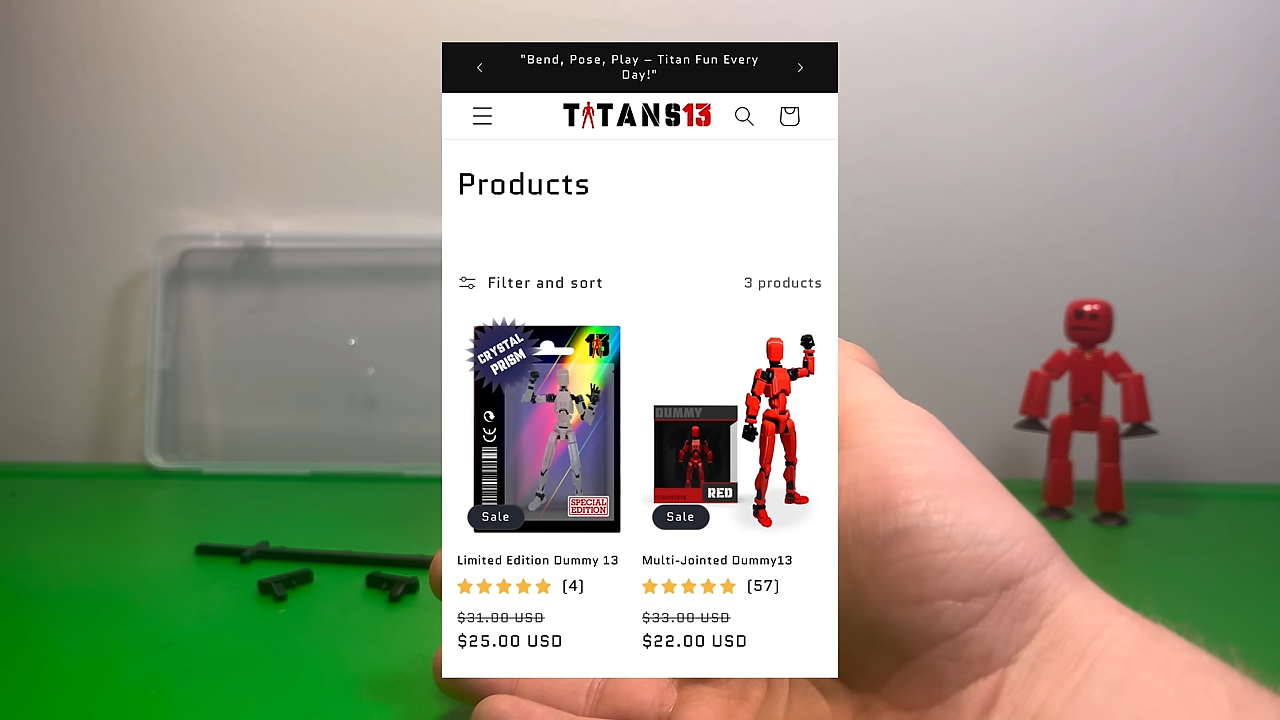 "Bend, Pose, Play – Titan Fun Every
Day!"
TITANS13
Products
Filter and sort
3 products
CRYSTAL
PRISM
13
CE
SPECIAL
EDITION
DUMMY
RED
Sale
Sale
Limited Edition Dummy 13
Multi-Jointed Dummy13
(4)
(57)
$31.00 USD
$33.00 USD
$25.00 USD
$22.00 USD